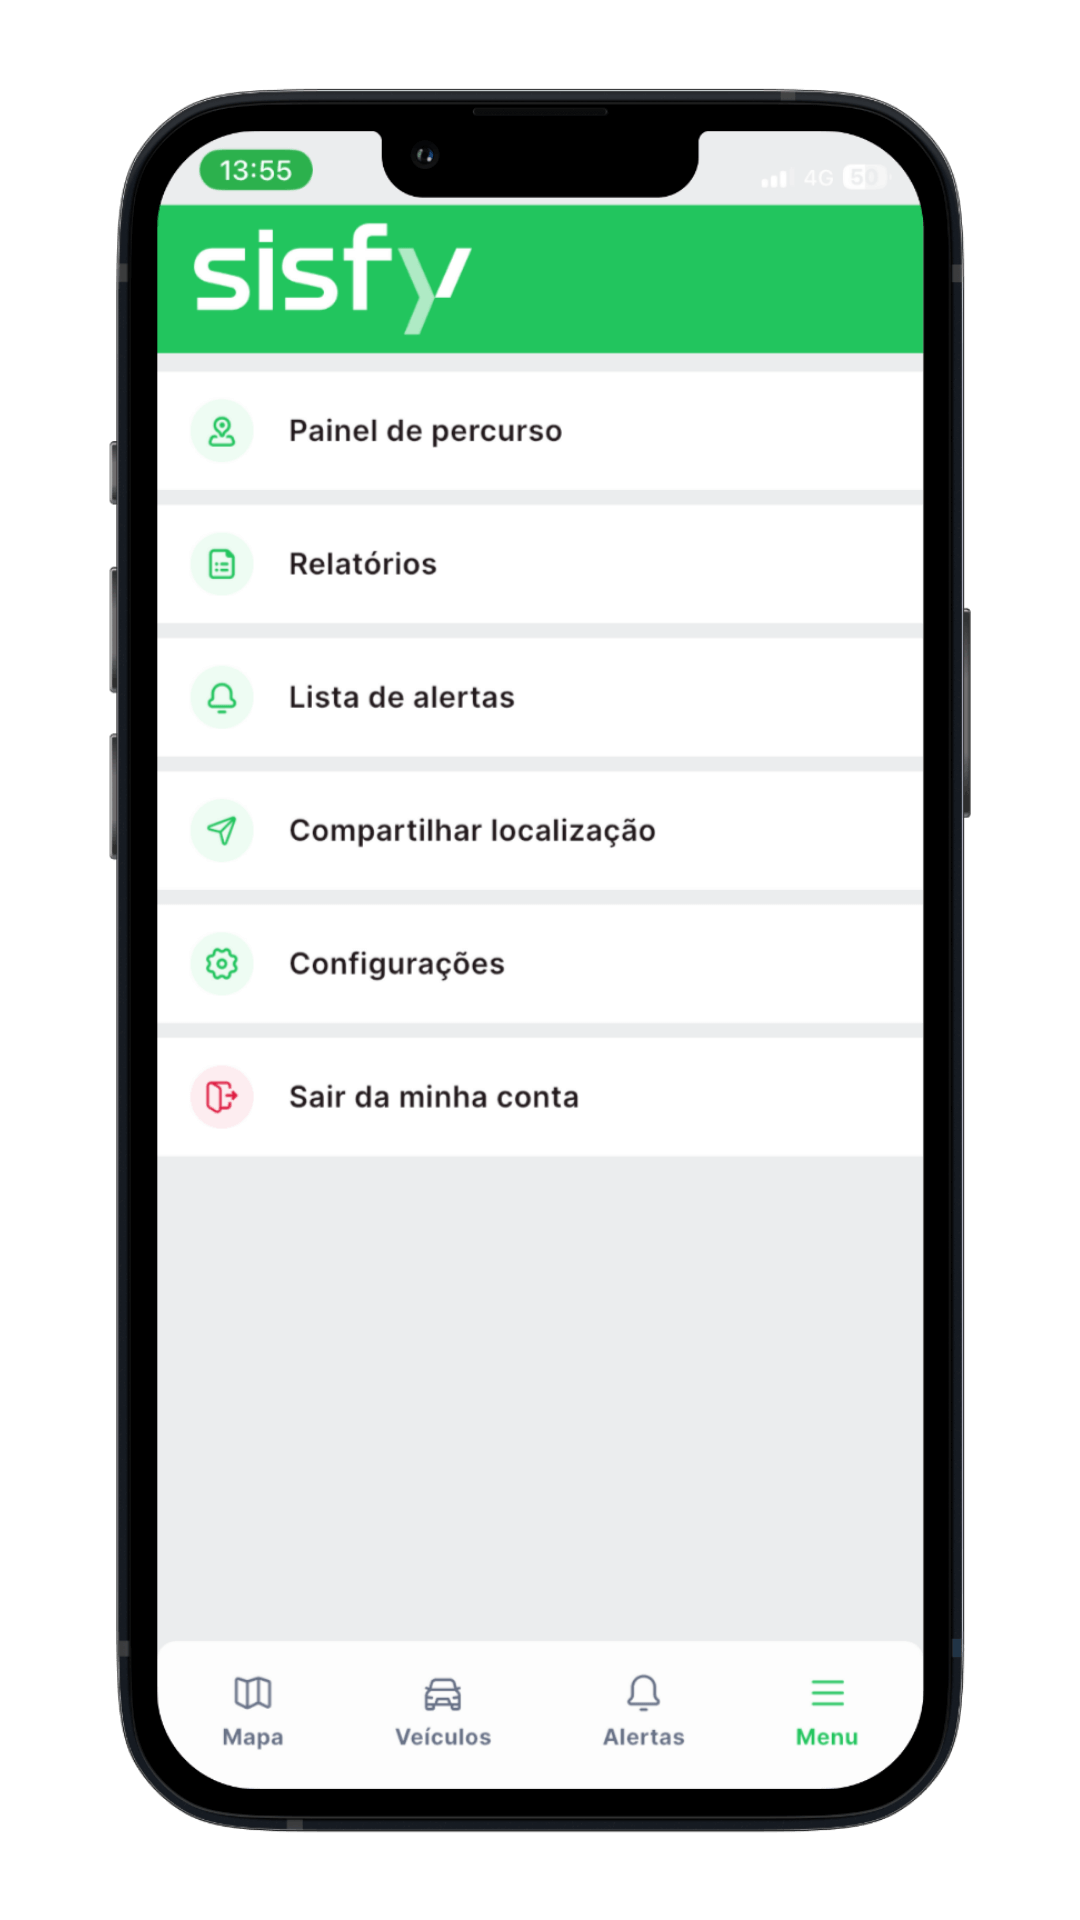 13:55
4G 50
sisfy
Painel de percurso
Relatórios
Lista de alertas
Compartilhar localização
Configurações
Sair da minha conta
Mapa Veículos Alertas Menu